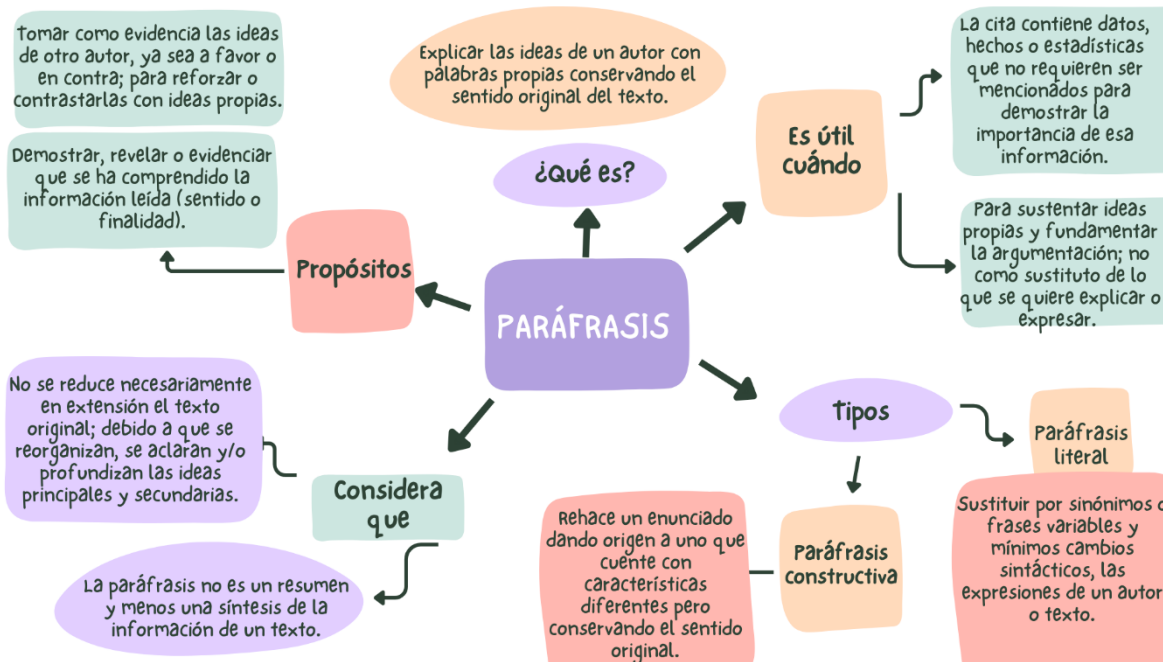 Tomar como evidencia las ideas
de otro autor, ya sea a favor o
en contra; para reforzar o
contrastarlas con ideas propias.
Demostrar, revelar o evidenciar
que se ha comprendido la
información leída (sentido o
finalidad).
Propósitos
Explicar las ideas de un autor con
palabras propias conservando el
sentido original del texto.
¿Qué es?
Es útil
cuándo
La cita contiene datos,
hechos o estadísticas
que no requieren ser
mencionados para
demostrar la
importancia de esa
información.
Para sustentar ideas
propias y fundamentar
la argumentación; no
como sustituto de lo
que se quiere explicar o
expresar.
PARÁFRASIS
No se reduce necesariamente
en extensión el texto
original; debido a que se
reorganizan, se aclaran y/o
profundizan las ideas
principales y secundarias.
Considera
que
La paráfrasis no es un resumen
y menos una síntesis de la
información de un texto.
Tipos
Paráfrasis
literal
Sustituir por sinónimos o
frases variables y
mínimos cambios
sintácticos, las
expresiones de un autor
o texto.
Paráfrasis
constructiva
Rehace un enunciado
dando origen a uno que
cuente con
características
diferentes pero
conservando el sentido
original.